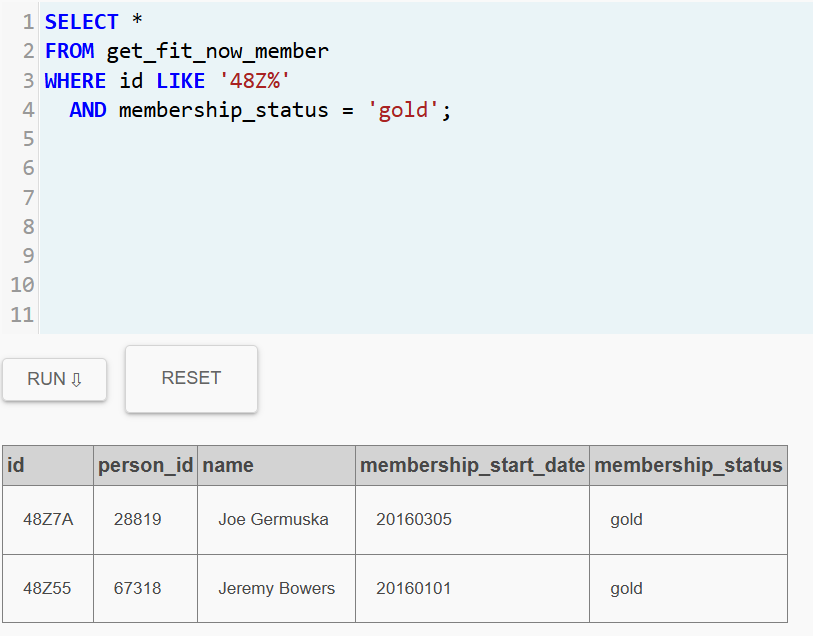 1 SELECT *
2 FROM get_fit_now_member
3 WHERE id LIKE '48Z%'
4   AND membership_status = 'gold';
5
6
7
8
9
10
11
RUN ⇩ RESET
id person_id name membership_start_date membership_status
48Z7A 28819 Joe Germuska 20160305 gold
48Z55 67318 Jeremy Bowers 20160101 gold